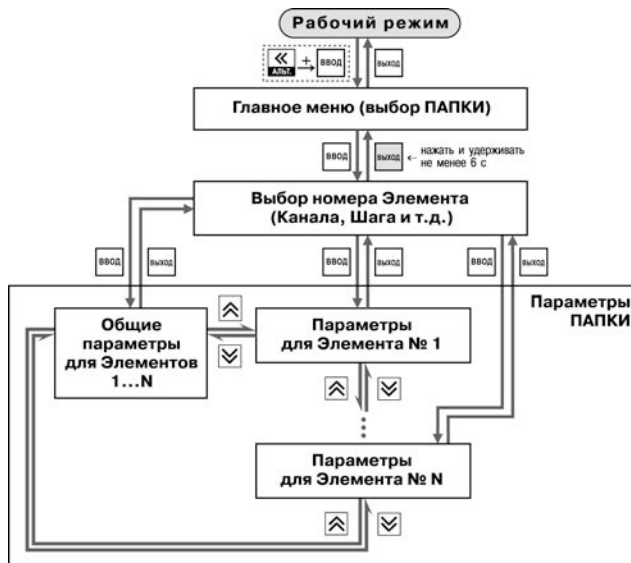 Рабочий режим
АЛЬТ.
+
ВВОД
ВЫХОД
Главное меню (выбор ПАПКИ)
ВВОД
ВЫХОД
← нажать и удерживать
не менее 6 с
Выбор номера Элемента
(Канала, Шага и т.д.)
ВВОД
ВЫХОД
ВВОД
ВЫХОД
ВВОД
ВЫХОД
Параметры
ПАПКИ
Общие
параметры
для Элементов
1...N
Параметры
для Элемента № 1
Параметры
для Элемента № N